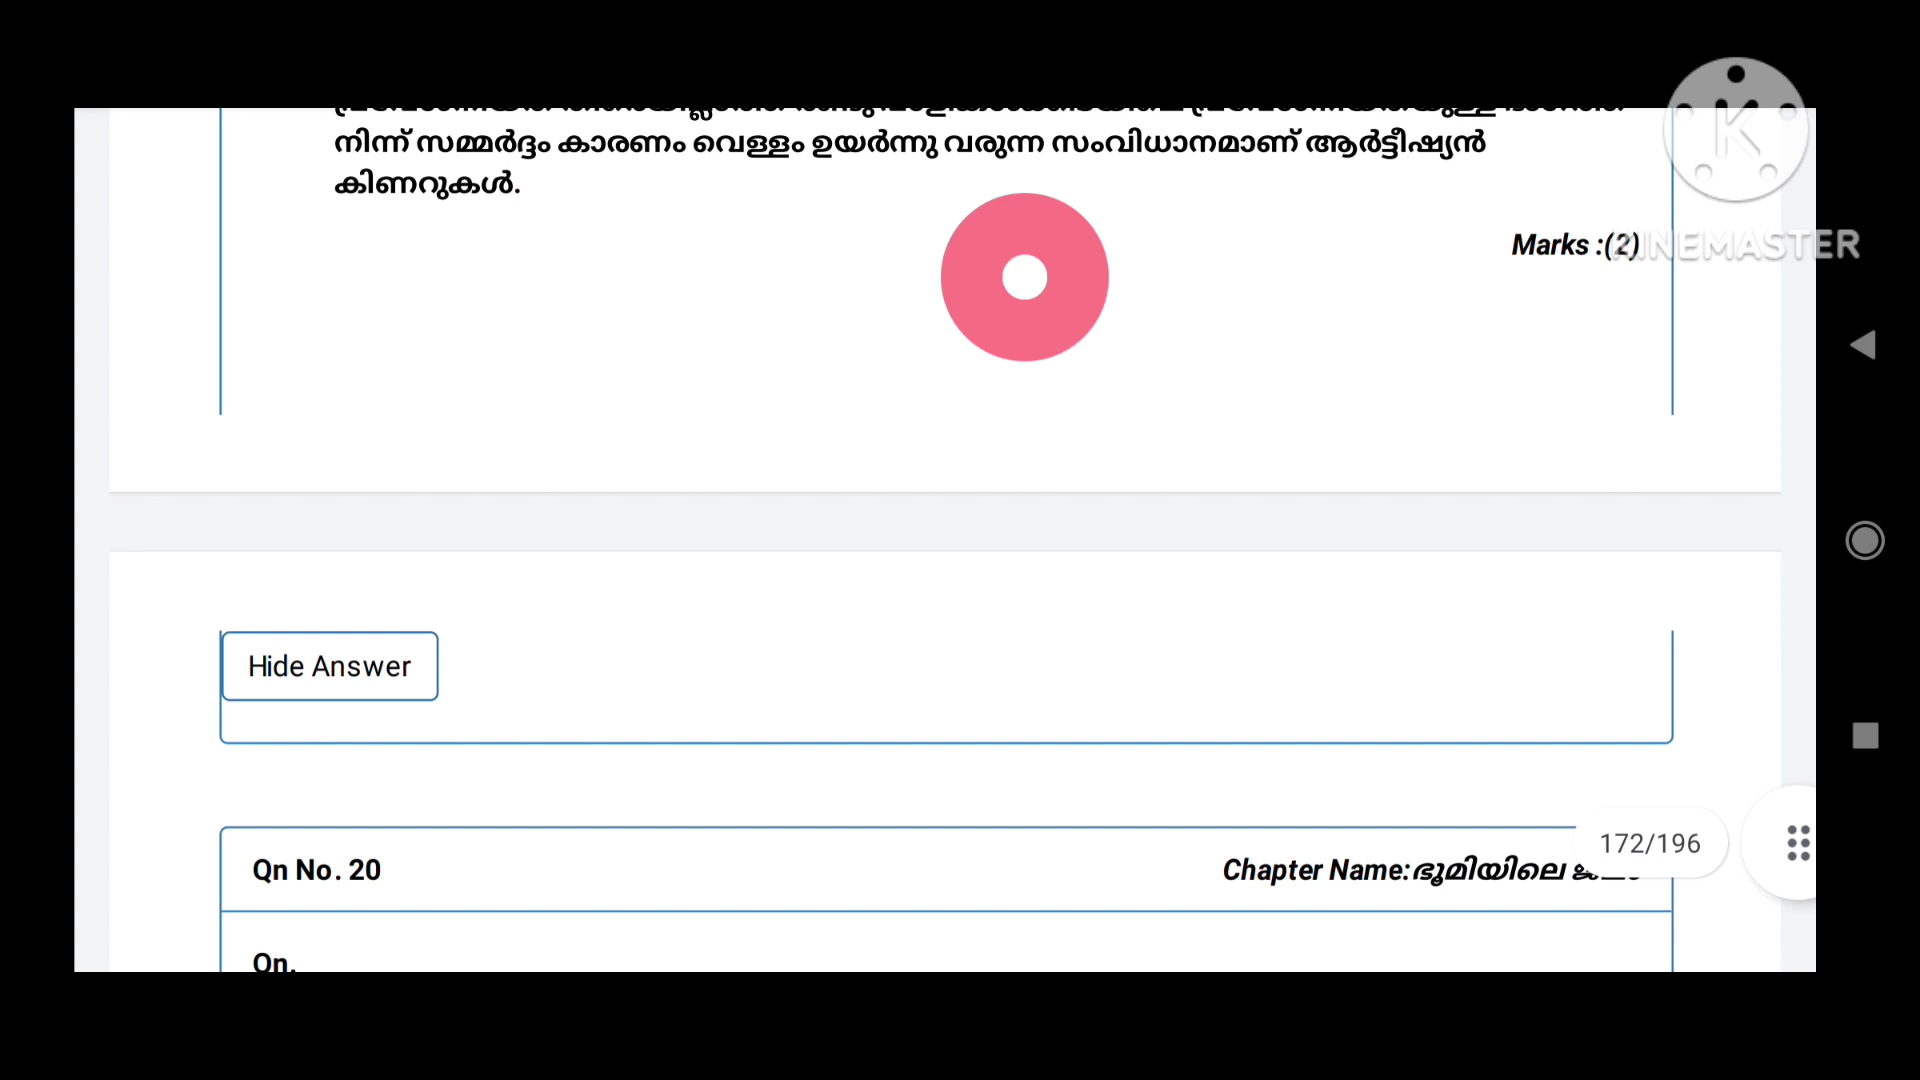 നിന്ന് സമ്മർദ്ദം കാരണം വെള്ളം ഉയർന്നു വരുന്ന സംവിധാനമാണ് ആർട്ടീഷ്യൻ
കിണറുകൾ.
Marks :(2)
KINEMASTER
Hide Answer
Qn No. 20
Chapter Name:ഭൂമിയിലെ
172/196
Qn.